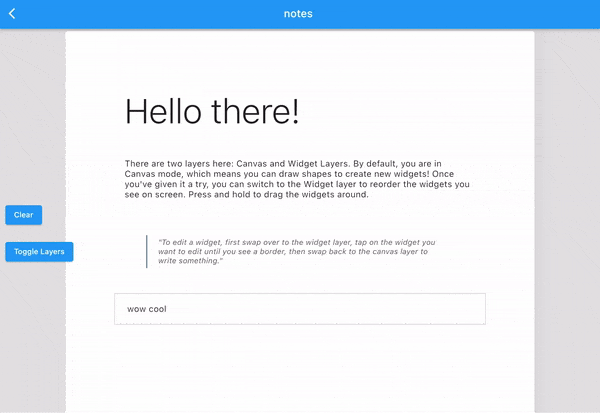 notes
Hello there!
There are two layers here: Canvas and Widget Layers. By default, you are in
Canvas mode, which means you can draw shapes to create new widgets! Once
you've given it a try, you can switch to the Widget layer to reorder the widgets you
see on screen. Press and hold to drag the widgets around.
Clear
Toggle Layers
"To edit a widget, first swap over to the widget layer, tap on the widget you
want to edit until you see a border, then swap back to the canvas layer to
write something."
wow cool